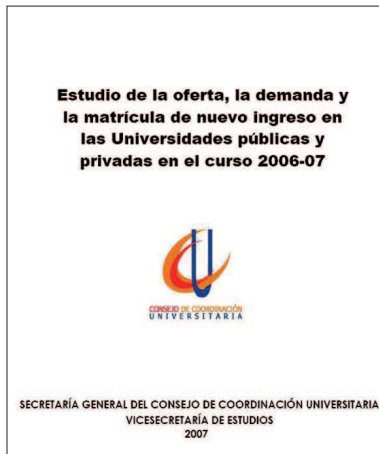 Estudio de la oferta, la demanda y
la matrícula de nuevo ingreso en
las Universidades públicas y
privadas en el curso 2006-07
CONSEJO DE COORDINACIÓN
UNIVERSITARIA
SECRETARÍA GENERAL DEL CONSEJO DE COORDINACIÓN UNIVERSITARIA
VICESECRETARÍA DE ESTUDIOS
2007